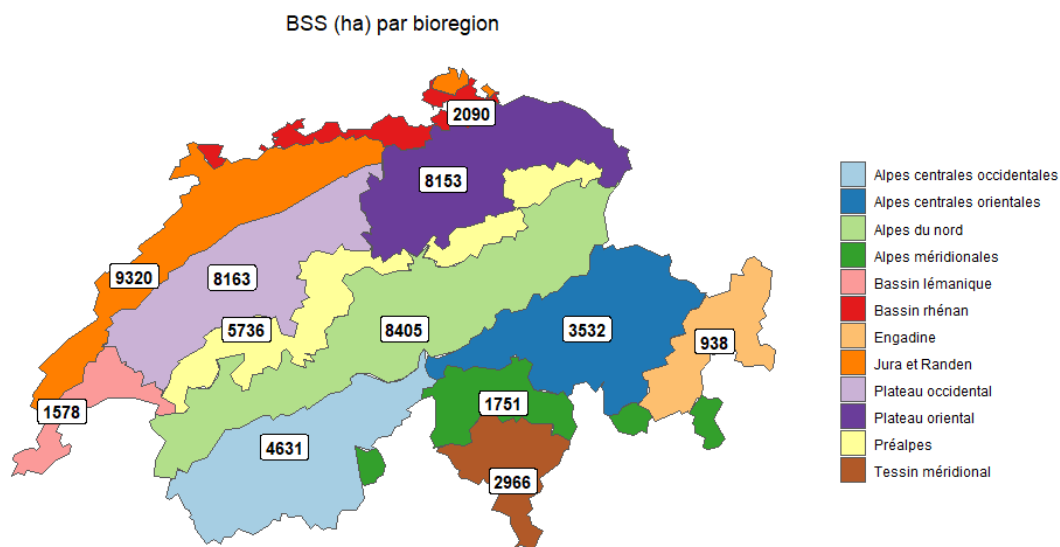 BSS (ha) par bioregion
2090
8153
9320
8163
5736
8405
3532
938
1578
1751
4631
2966
Alpes centrales occidentales
Alpes centrales orientales
Alpes du nord
Alpes méridionales
Bassin lémanique
Bassin rhénan
Engadine
Jura et Randen
Plateau occidental
Plateau oriental
Préalpes
Tessin méridional